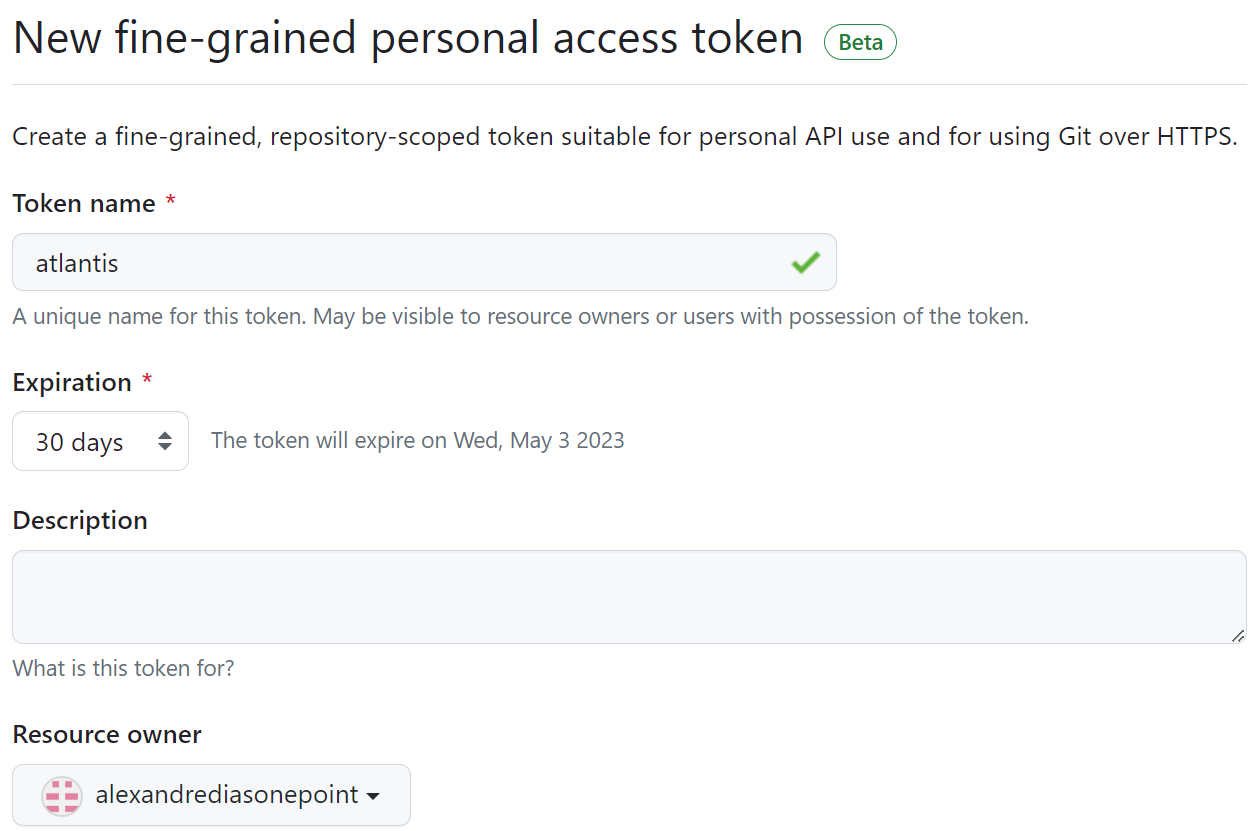 New fine-grained personal access token Beta
Create a fine-grained, repository-scoped token suitable for personal API use and for using Git over HTTPS.
Token name *
atlantis
A unique name for this token. May be visible to resource owners or users with possession of the token.
Expiration *
30 days The token will expire on Wed, May 3 2023
Description
What is this token for?
Resource owner
alexandrediasonepoint